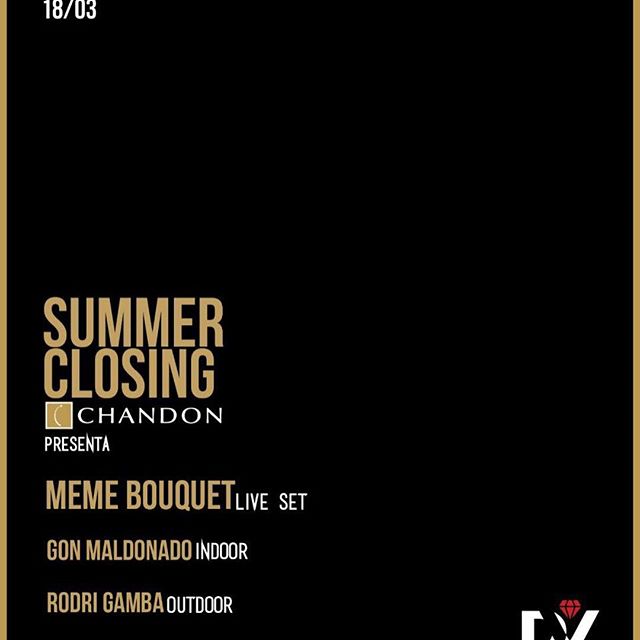 18/03
SUMMER
CLOSING
CHANDON
PRESENTA
MEME BOUQUET LIVE SET
GON MALDONADO INDOOR
RODRI GAMBA OUTDOOR